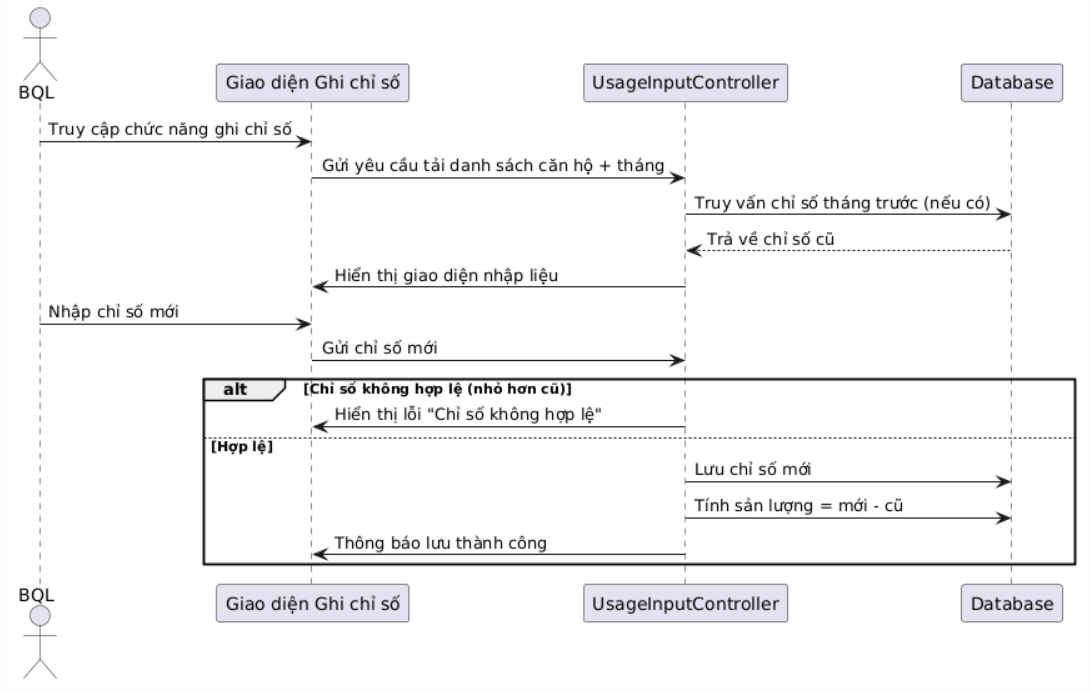 BQL
Giao diện Ghi chỉ số
UsageInputController
Database
Truy cập chức năng ghi chỉ số
Gửi yêu cầu tải danh sách căn hộ + tháng
Truy vấn chỉ số tháng trước (nếu có)
Trả về chỉ số cũ
Hiển thị giao diện nhập liệu
Nhập chỉ số mới
Gửi chỉ số mới
alt
[Chỉ số không hợp lệ (nhỏ hơn cũ)]
Hiển thị lỗi "Chỉ số không hợp lệ"
[Hợp lệ]
Lưu chỉ số mới
Tính sản lượng = mới - cũ
Thông báo lưu thành công
BQL
Giao diện Ghi chỉ số
UsageInputController
Database